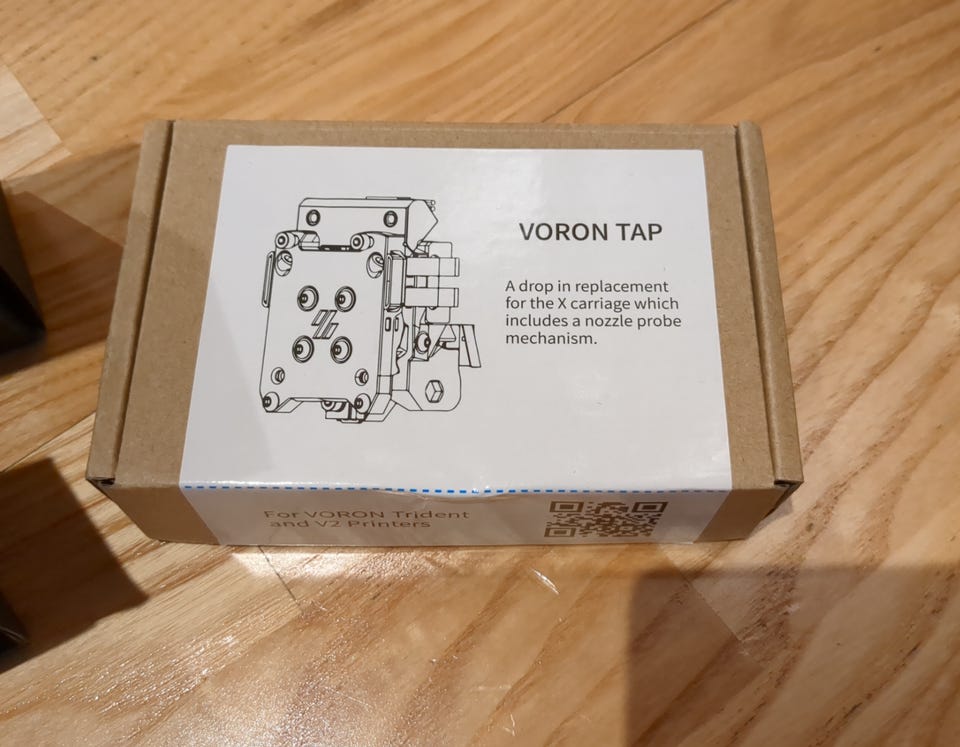 VORON TAP
A drop in replacement
for the X carriage which
includes a nozzle probe
mechanism.
For VORON Trident
and V2 Printers